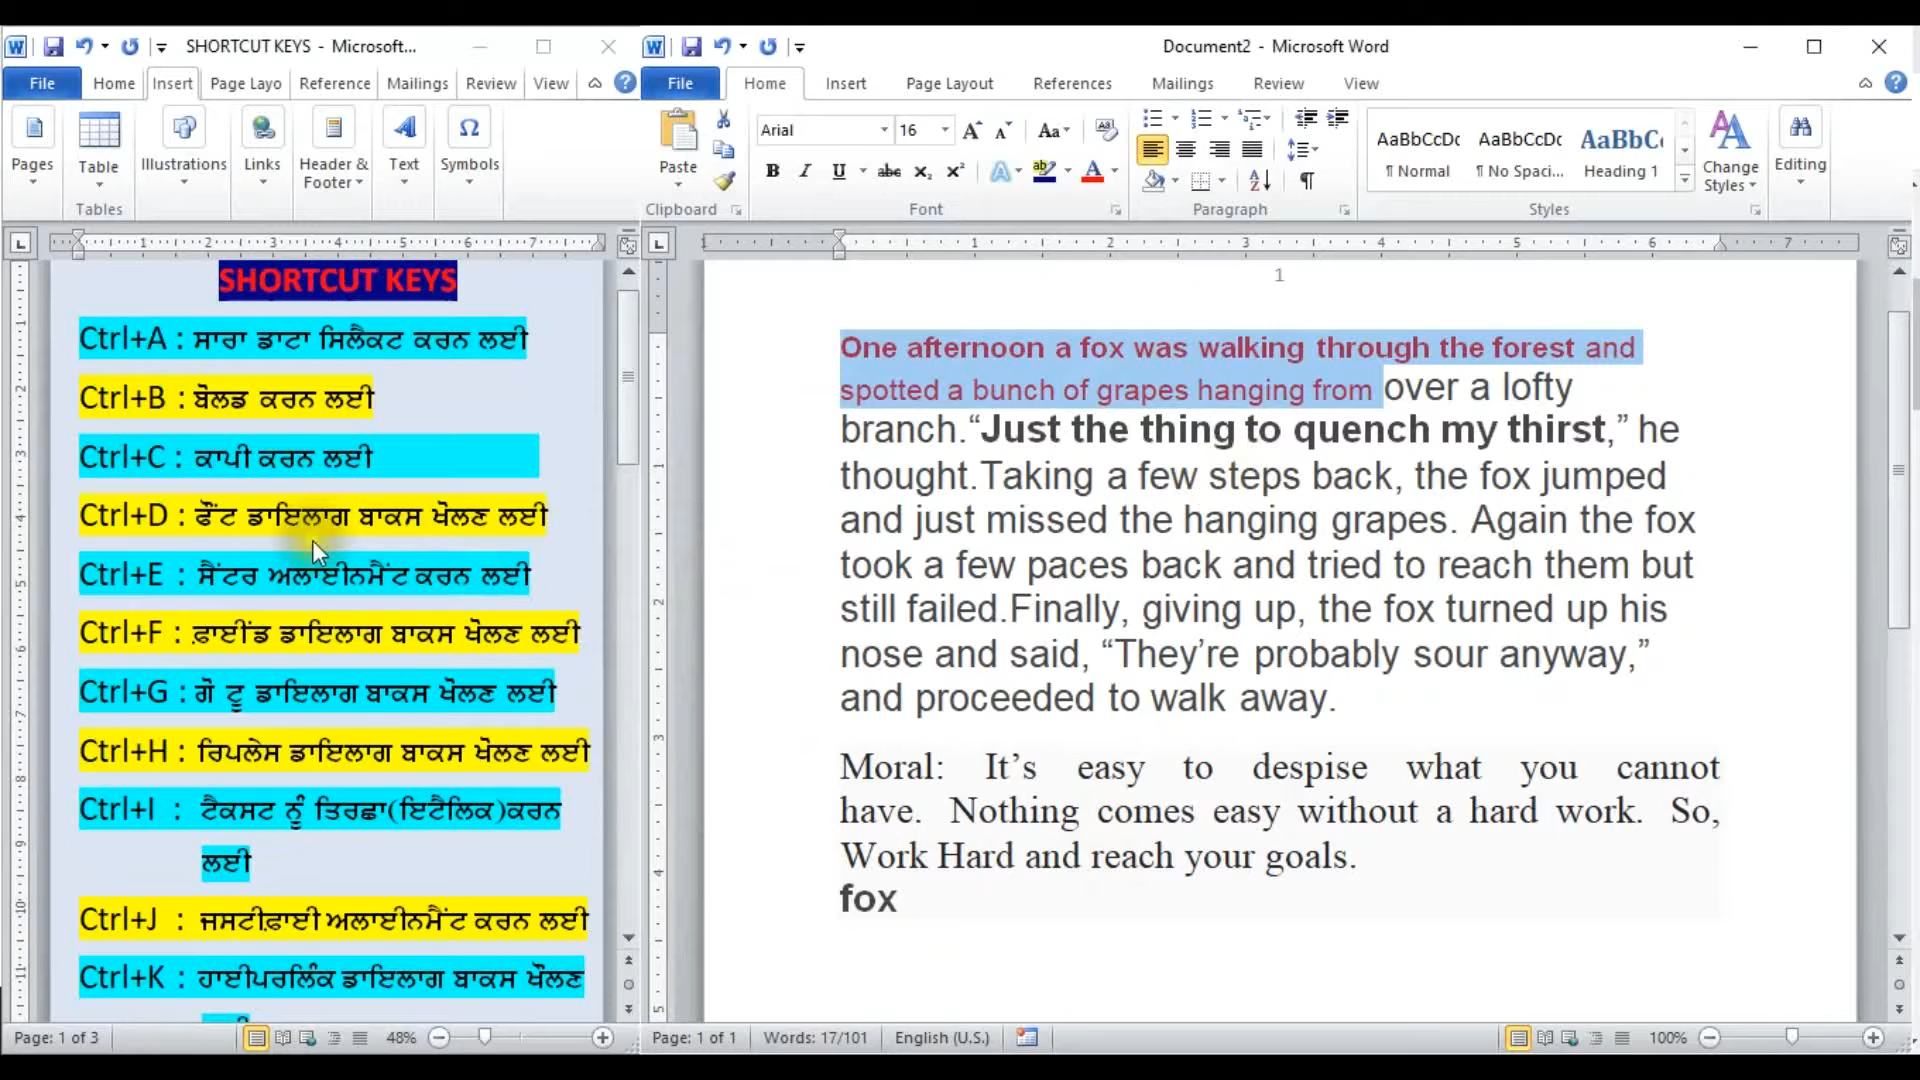 SHORTCUT KEYS - Microsoft...
File Home Insert Page Layo Reference Mailings Review View
Pages Table Illustrations Links Header & Footer Text Symbols
Tables
SHORTCUT KEYS
Ctrl+A : ਸਾਰਾ ਡਾਟਾ ਸਿਲੈਕਟ ਕਰਨ ਲਈ
Ctrl+B : ਬੋਲਡ ਕਰਨ ਲਈ
Ctrl+C : ਕਾਪੀ ਕਰਨ ਲਈ
Ctrl+D : ਫੌਂਟ ਡਾਇਲਾਗ ਬਾਕਸ ਖੋਲਣ ਲਈ
Ctrl+E : ਸੈਂਟਰ ਅਲਾਈਨਮੈਂਟ ਕਰਨ ਲਈ
Ctrl+F : ਫ਼ਾਈਂਡ ਡਾਇਲਾਗ ਬਾਕਸ ਖੋਲਣ ਲਈ
Ctrl+G : ਗੋ ਟੂ ਡਾਇਲਾਗ ਬਾਕਸ ਖੋਲਣ ਲਈ
Ctrl+H : ਰਿਪਲੇਸ ਡਾਇਲਾਗ ਬਾਕਸ ਖੋਲਣ ਲਈ
Ctrl+I : ਟੈਕਸਟ ਨੂੰ ਤਿਰਛਾ(ਇਟੈਲਿਕ)ਕਰਨ
ਲਈ
Ctrl+J : ਜਸਟੀਫ਼ਾਈ ਅਲਾਈਨਮੈਂਟ ਕਰਨ ਲਈ
Ctrl+K : ਹਾਈਪਰਲਿੰਕ ਡਾਇਲਾਗ ਬਾਕਸ ਖੌਲਣ
Page: 1 of 3 48%
Document2 - Microsoft Word
File Home Insert Page Layout References Mailings Review View
Arial 16
Paste
AaBbCcDc AaBbCcDc AaBbC
¶ Normal ¶ No Spaci... Heading 1
Change Styles Editing
Clipboard Font Paragraph Styles
1
One afternoon a fox was walking through the forest and
spotted a bunch of grapes hanging from over a lofty
branch.“Just the thing to quench my thirst,” he
thought.Taking a few steps back, the fox jumped
and just missed the hanging grapes. Again the fox
took a few paces back and tried to reach them but
still failed.Finally, giving up, the fox turned up his
nose and said, “They’re probably sour anyway,”
and proceeded to walk away.
Moral: It’s easy to despise what you cannot
have. Nothing comes easy without a hard work. So,
Work Hard and reach your goals.
fox
Page: 1 of 1 Words: 17/101 English (U.S.) 100%